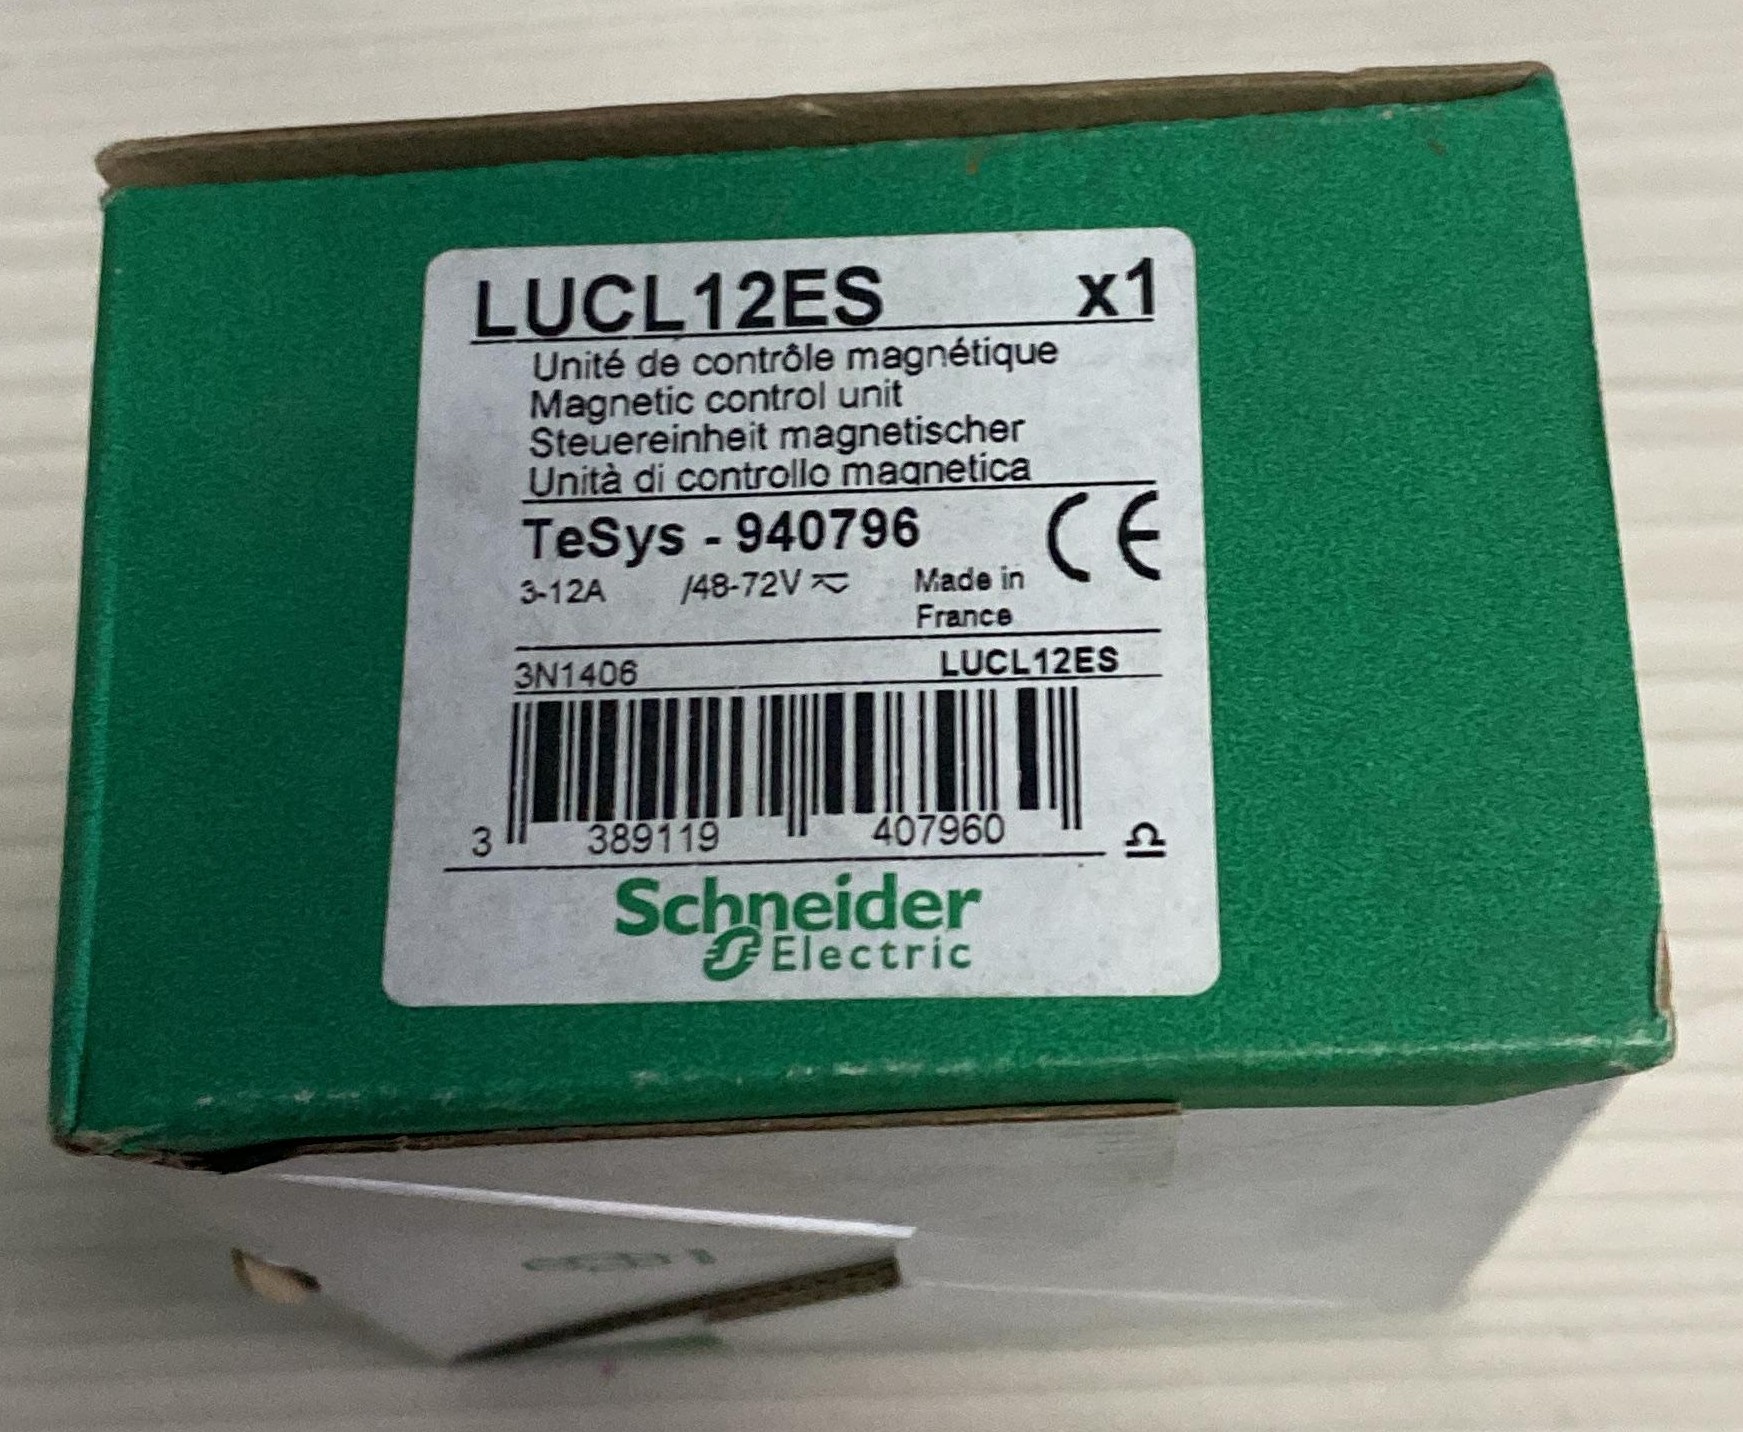 LUCL12ES x1
Unité de contrôle magnétique
Magnetic control unit
Steuereinheit magnetischer
Unità di controllo magnetica
TeSys - 940796 CE
3-12A /48-72V Made in
France
3N1406 LUCL12ES
3 389119 407960
Schneider
Electric